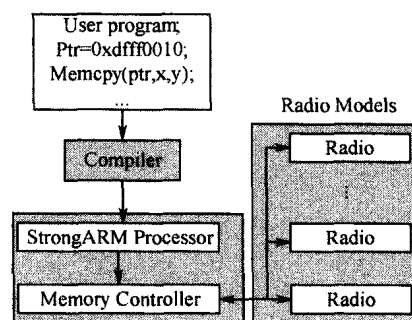 User program;
Ptr=0xdfff0010;
Memcpy(ptr,x,y);
...
Compiler
StrongARM Processor
Memory Controller
Radio Models
Radio
Radio
Radio